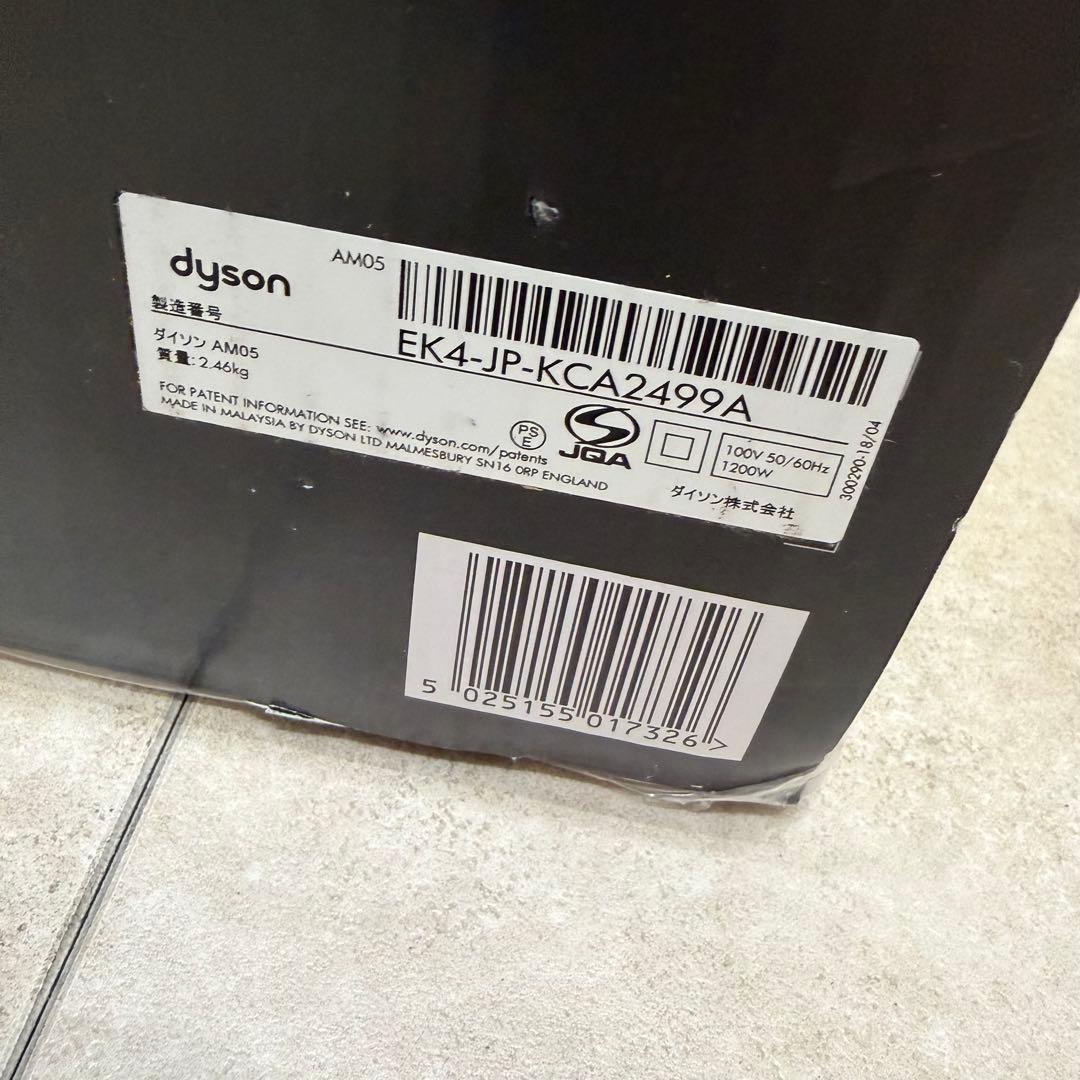 dyson
AM05
製造番号
EK4-JP-KCA2499A
ダイソン AM05
質量: 2.46kg
FOR PATENT INFORMATION SEE: www.dyson.com/patents
MADE IN MALAYSIA BY DYSON LTD MALMESBURY SN16 0RP ENGLAND
PS
E
JQA
100V 50/60Hz
1200W
ダイソン株式会社
300290-18/04
5 025155 017326 >